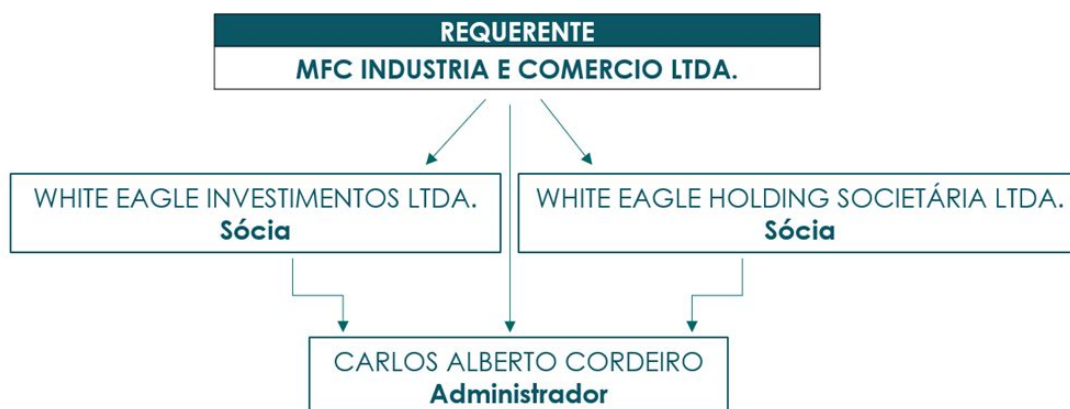 REQUERENTE
MFC INDUSTRIA E COMERCIO LTDA.
WHITE EAGLE INVESTIMENTOS LTDA.
Sócia
WHITE EAGLE HOLDING SOCIETÁRIA LTDA.
Sócia
CARLOS ALBERTO CORDEIRO
Administrador